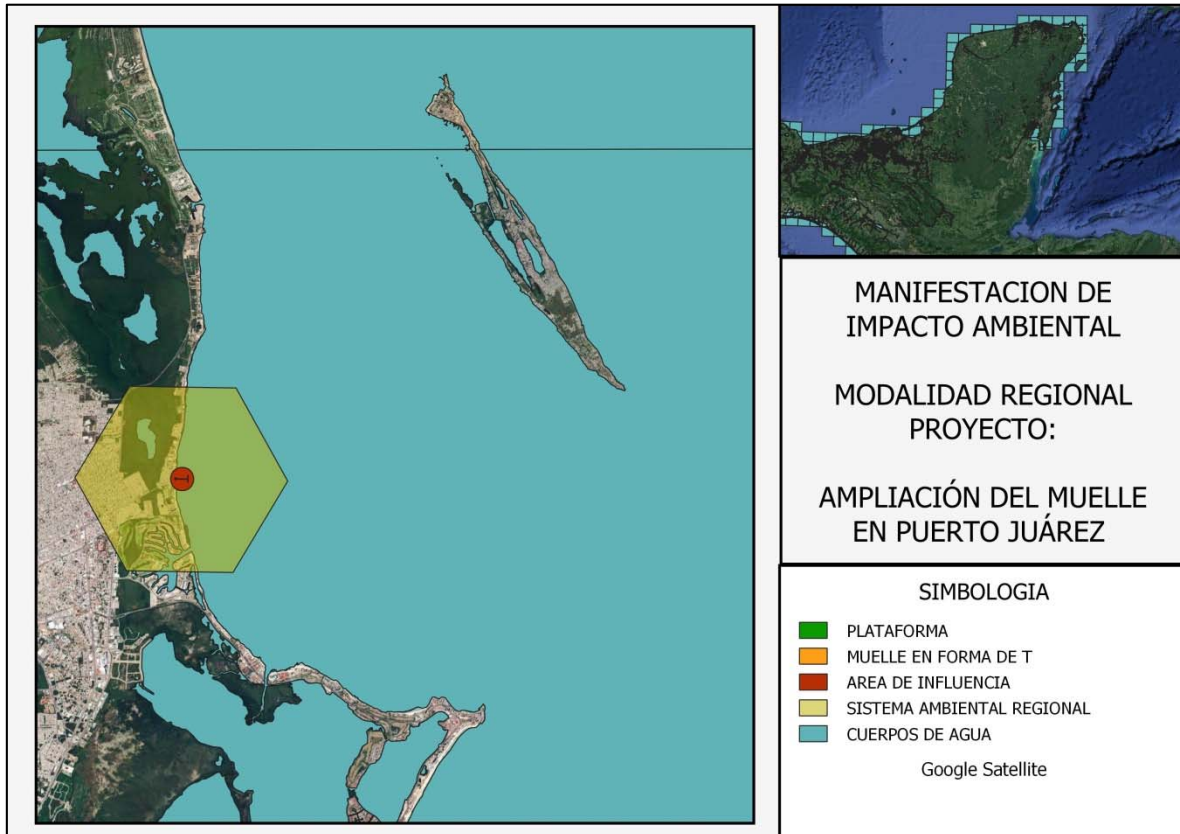 MANIFESTACION DE
IMPACTO AMBIENTAL
MODALIDAD REGIONAL
PROYECTO:
AMPLIACIÓN DEL MUELLE
EN PUERTO JUÁREZ
SIMBOLOGIA
PLATAFORMA
MUELLE EN FORMA DE T
AREA DE INFLUENCIA
SISTEMA AMBIENTAL REGIONAL
CUERPOS DE AGUA
Google Satellite